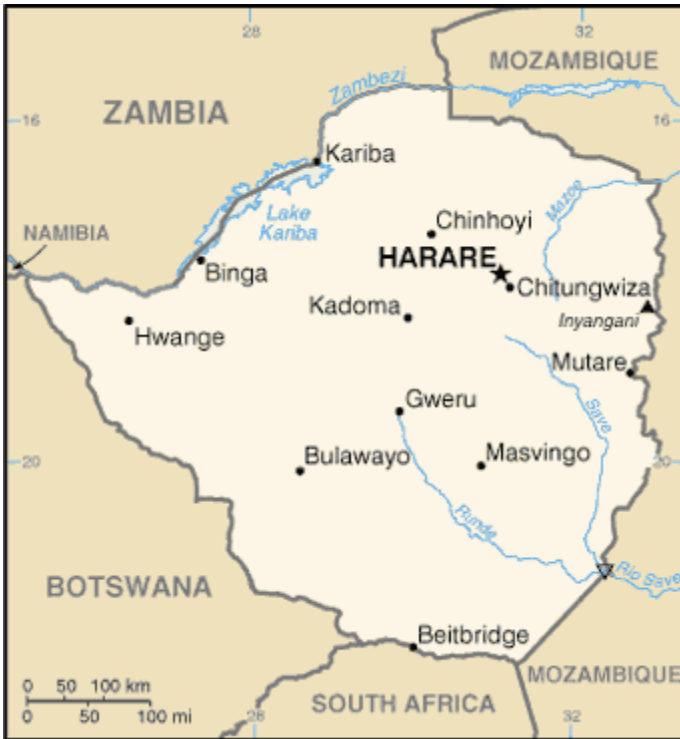 28
32
MOZAMBIQUE
Zambezi
ZAMBIA
16
16
Kariba
Mazoe
Lake
Kariba
Chinhoyi
NAMIBIA
HARARE
Binga
Chitungwiza
Kadoma
Inyangani
Hwange
Mutare
Gweru
Save
Bulawayo
Masvingo
20
20
Runde
Rio Save
BOTSWANA
Beitbridge
MOZAMBIQUE
0 50 100 km
0 50 100 mi
SOUTH AFRICA
28
32